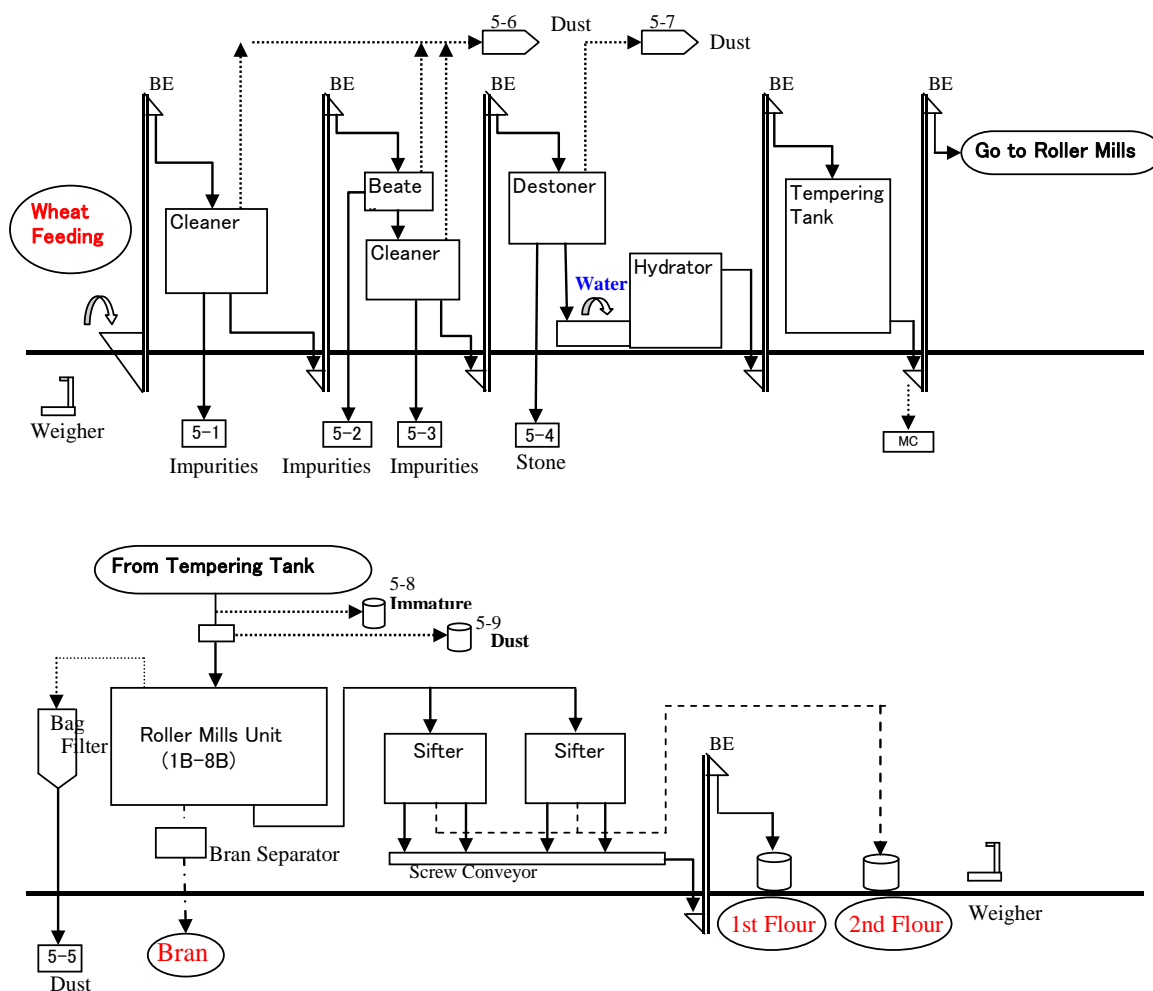 5-6
Dust
5-7
Dust
BE
BE
BE
BE
BE
Go to Roller Mills
Wheat
Feeding
Cleaner
Beate
Cleaner
Destoner
Water
Hydrator
Tempering
Tank
Weigher
5-1
Impurities
5-2
Impurities
5-3
Impurities
5-4
Stone
MC
From Tempering Tank
5-8
Immature
5-9
Dust
Bag
Filter
Roller Mills Unit
(1B-8B)
Sifter
Sifter
BE
Bran Separator
Screw Conveyor
Weigher
1st Flour
2nd Flour
Bran
5-5
Dust